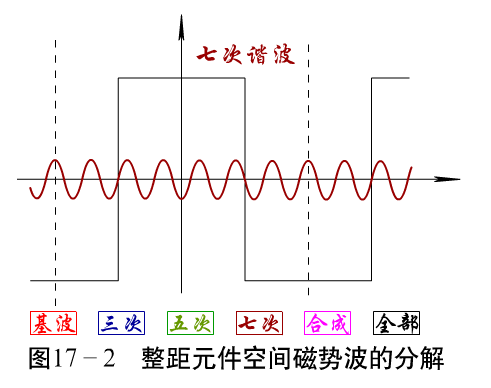 七次谐波
基波 三次 五次 七次 合成 全部
图17-2 整距元件空间磁势波的分解